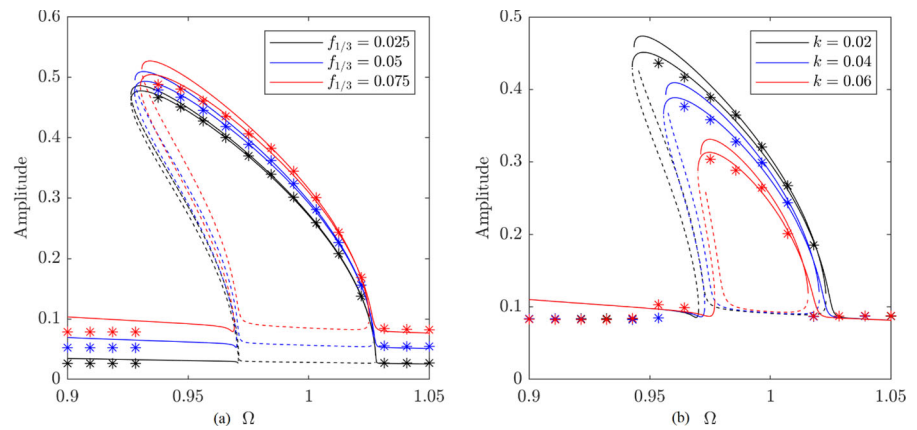 0.6
0.5
0.4
0.3
0.2
0.1
0
Amplitude
f1/3 = 0.025
f1/3 = 0.05
f1/3 = 0.075
0.9 0.95 1 1.05
(a) Ω
0.5
0.4
0.3
0.2
0.1
0
Amplitude
k = 0.02
k = 0.04
k = 0.06
0.9 0.95 1 1.05
(b) Ω